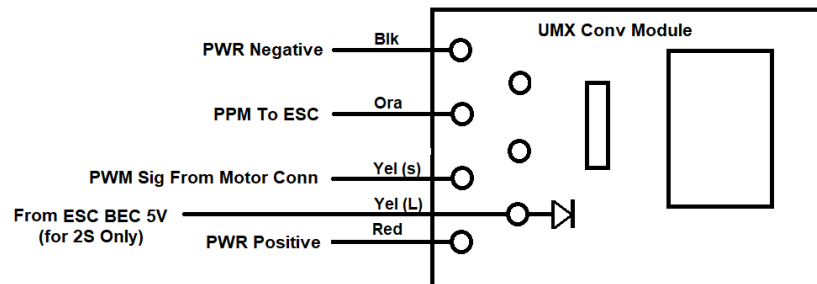 UMX Conv Module
PWR Negative Blk
PPM To ESC Ora
PWM Sig From Motor Conn Yel (s)
From ESC BEC 5V Yel (L)
(for 2S Only)
PWR Positive Red